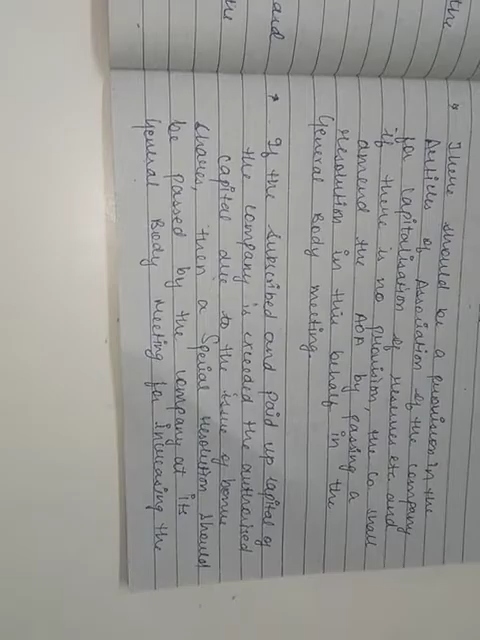 the
and
the
* There should be a provision in the
Articles of Association of the company
for capitalisation of reserves etc and
if there is no provision, the co. shall
amend the AOA by passing a
resolution in this behalf in the
General Body meeting.
* If the subscribed and paid up capital of
the company is exceeded the authorised
capital due to the issue of bonus
shares, then a Special resolution should
be passed by the company at its
General Body Meeting for increasing the